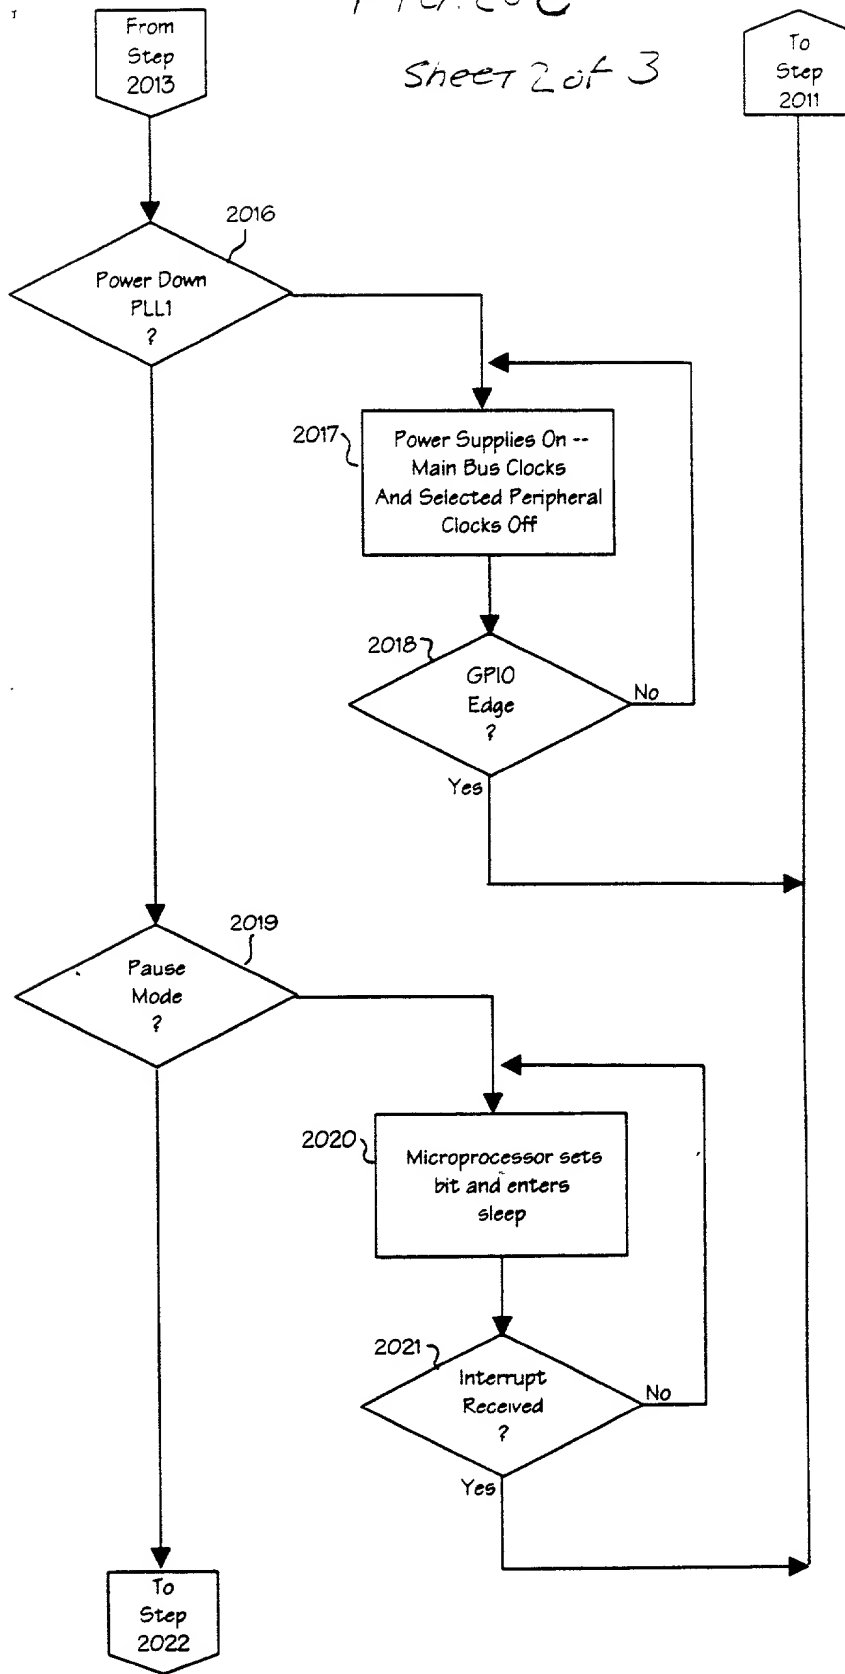 From
Step
2013
Sheet 2 of 3
To
Step
2011
2016
Power Down
PLL1
?
2017
Power Supplies On --
Main Bus Clocks
And Selected Peripheral
Clocks Off
2018
GPIO
Edge
?
No
Yes
2019
Pause
Mode
?
2020
Microprocessor sets
bit and enters
sleep
2021
Interrupt
Received
?
No
Yes
To
Step
2022